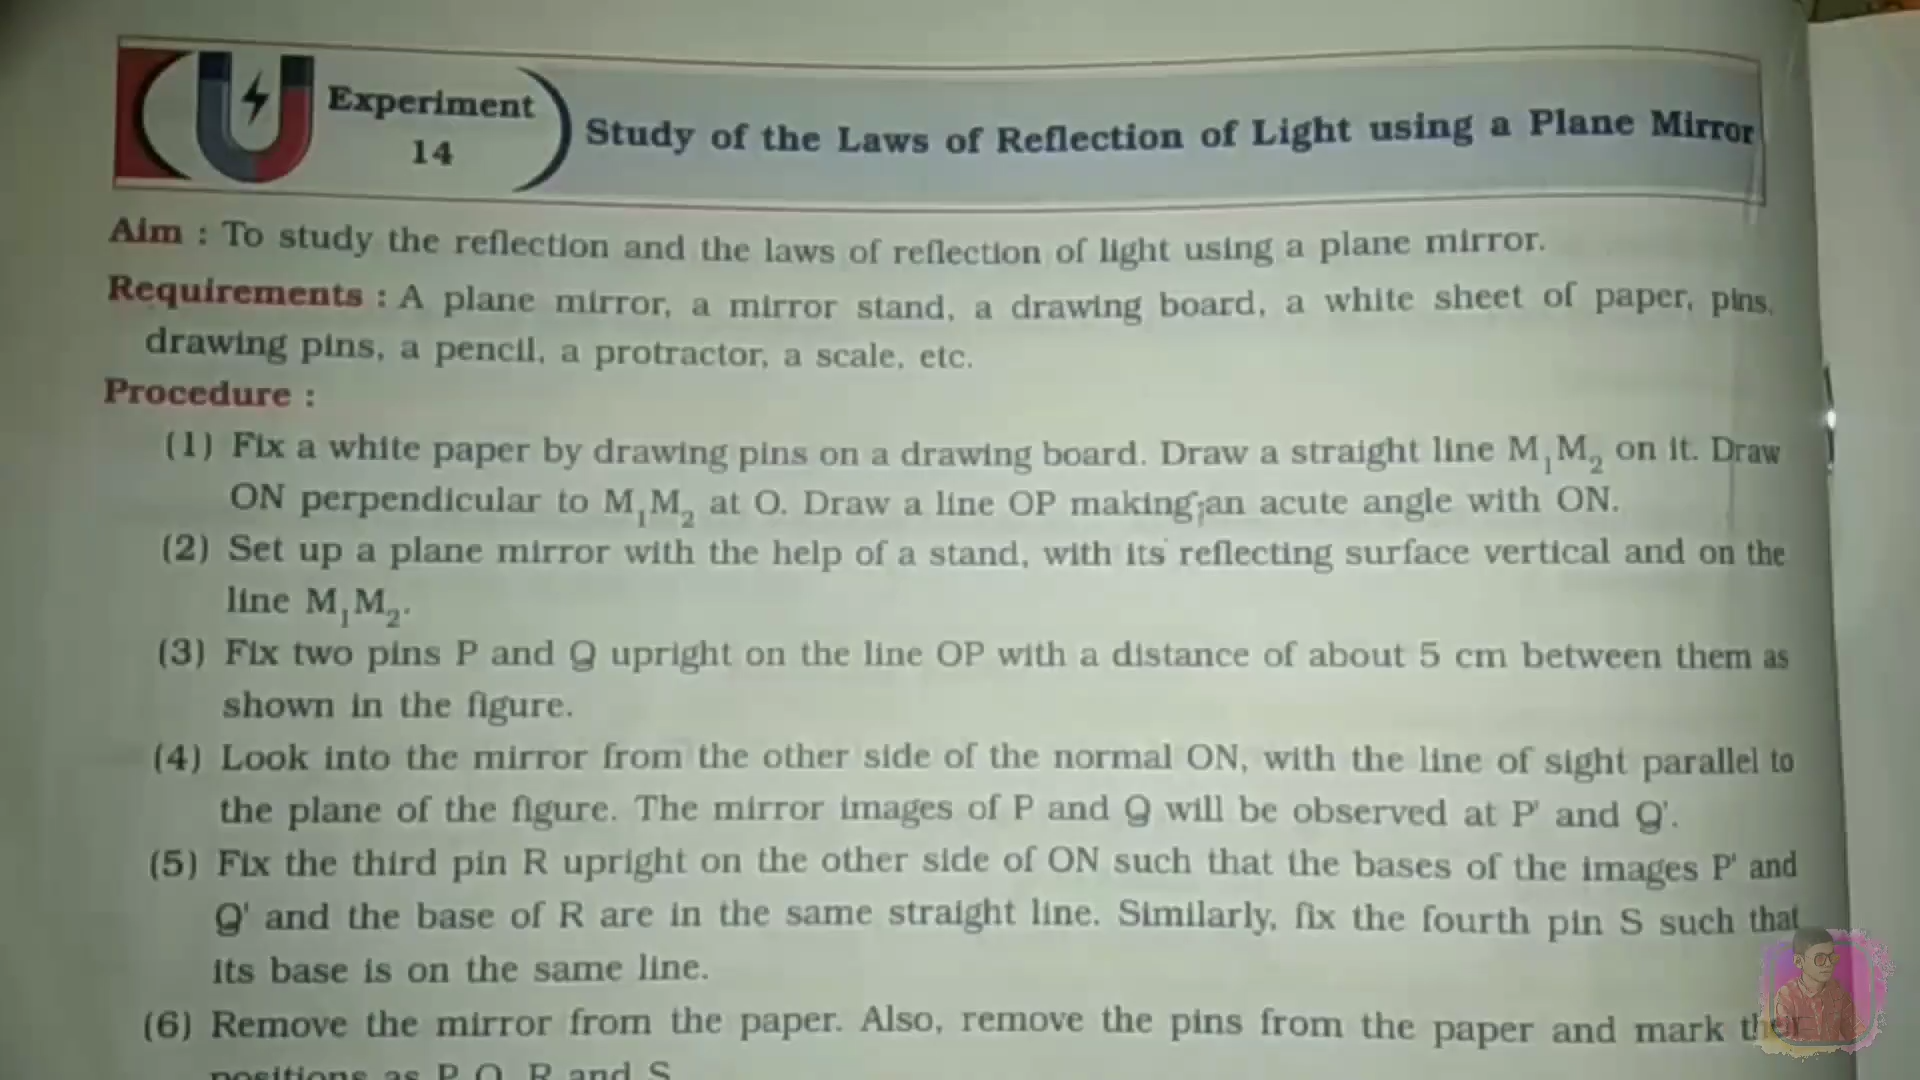 Experiment
14
Study of the Laws of Reflection of Light using a Plane Mirror
Aim : To study the reflection and the laws of reflection of light using a plane mirror.
Requirements : A plane mirror, a mirror stand, a drawing board, a white sheet of paper, pins,
drawing pins, a pencil, a protractor, a scale, etc.
Procedure :
(1) Fix a white paper by drawing pins on a drawing board. Draw a straight line M₁M₂ on it. Draw
ON perpendicular to M₁M₂ at O. Draw a line OP making an acute angle with ON.
(2) Set up a plane mirror with the help of a stand, with its reflecting surface vertical and on the
line M₁M₂.
(3) Fix two pins P and Q upright on the line OP with a distance of about 5 cm between them as
shown in the figure.
(4) Look into the mirror from the other side of the normal ON, with the line of sight parallel to
the plane of the figure. The mirror images of P and Q will be observed at P' and Q'.
(5) Fix the third pin R upright on the other side of ON such that the bases of the images P' and
Q' and the base of R are in the same straight line. Similarly, fix the fourth pin S such that
its base is on the same line.
(6) Remove the mirror from the paper. Also, remove the pins from the paper and mark
positions as P, Q, R and S